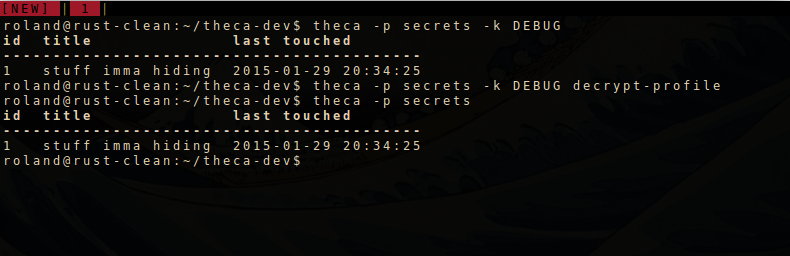 [NEW] | 1 |
roland@rust-clean:~/theca-dev$ theca -p secrets -k DEBUG
id  title              last touched
------------------------------------------
1   stuff imma hiding  2015-01-29 20:34:25
roland@rust-clean:~/theca-dev$ theca -p secrets -k DEBUG decrypt-profile
roland@rust-clean:~/theca-dev$ theca -p secrets
id  title              last touched
------------------------------------------
1   stuff imma hiding  2015-01-29 20:34:25
roland@rust-clean:~/theca-dev$